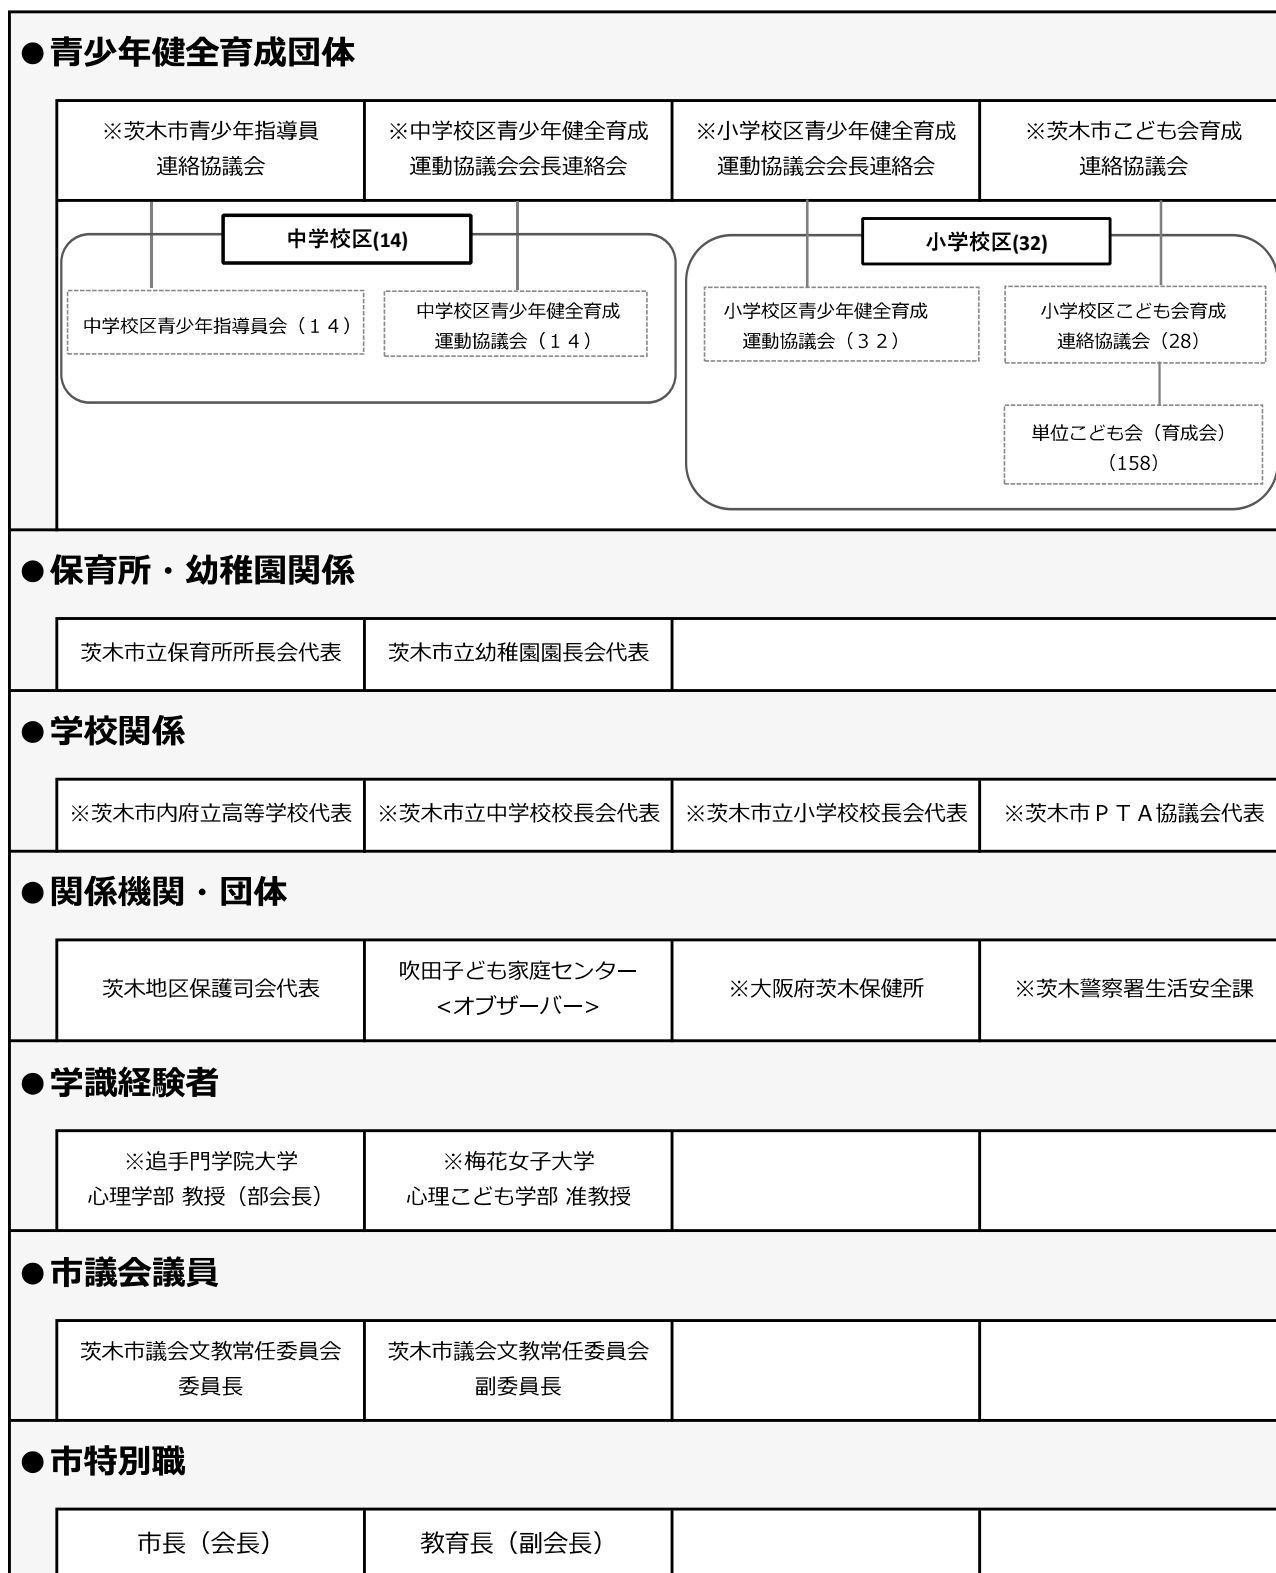 ●青少年健全育成団体
※茨木市青少年指導員
連絡協議会
※中学校区青少年健全育成
運動協議会会長連絡会
※小学校区青少年健全育成
運動協議会会長連絡会
※茨木市こども会育成
連絡協議会
中学校区(14)
小学校区(32)
中学校区青少年指導員会（１４）
中学校区青少年健全育成
運動協議会（１４）
小学校区青少年健全育成
運動協議会（３２）
小学校区こども会育成
連絡協議会（28）
単位こども会（育成会）
（158）
●保育所・幼稚園関係
茨木市立保育所所長会代表
茨木市立幼稚園園長会代表
●学校関係
※茨木市内府立高等学校代表
※茨木市立中学校校長会代表
※茨木市立小学校校長会代表
※茨木市ＰＴＡ協議会代表
●関係機関・団体
茨木地区保護司会代表
吹田子ども家庭センター
<オブザーバー>
※大阪府茨木保健所
※茨木警察署生活安全課
●学識経験者
※追手門学院大学
心理学部 教授（部会長）
※梅花女子大学
心理こども学部 准教授
●市議会議員
茨木市議会文教常任委員会
委員長
茨木市議会文教常任委員会
副委員長
●市特別職
市長（会長）
教育長（副会長）